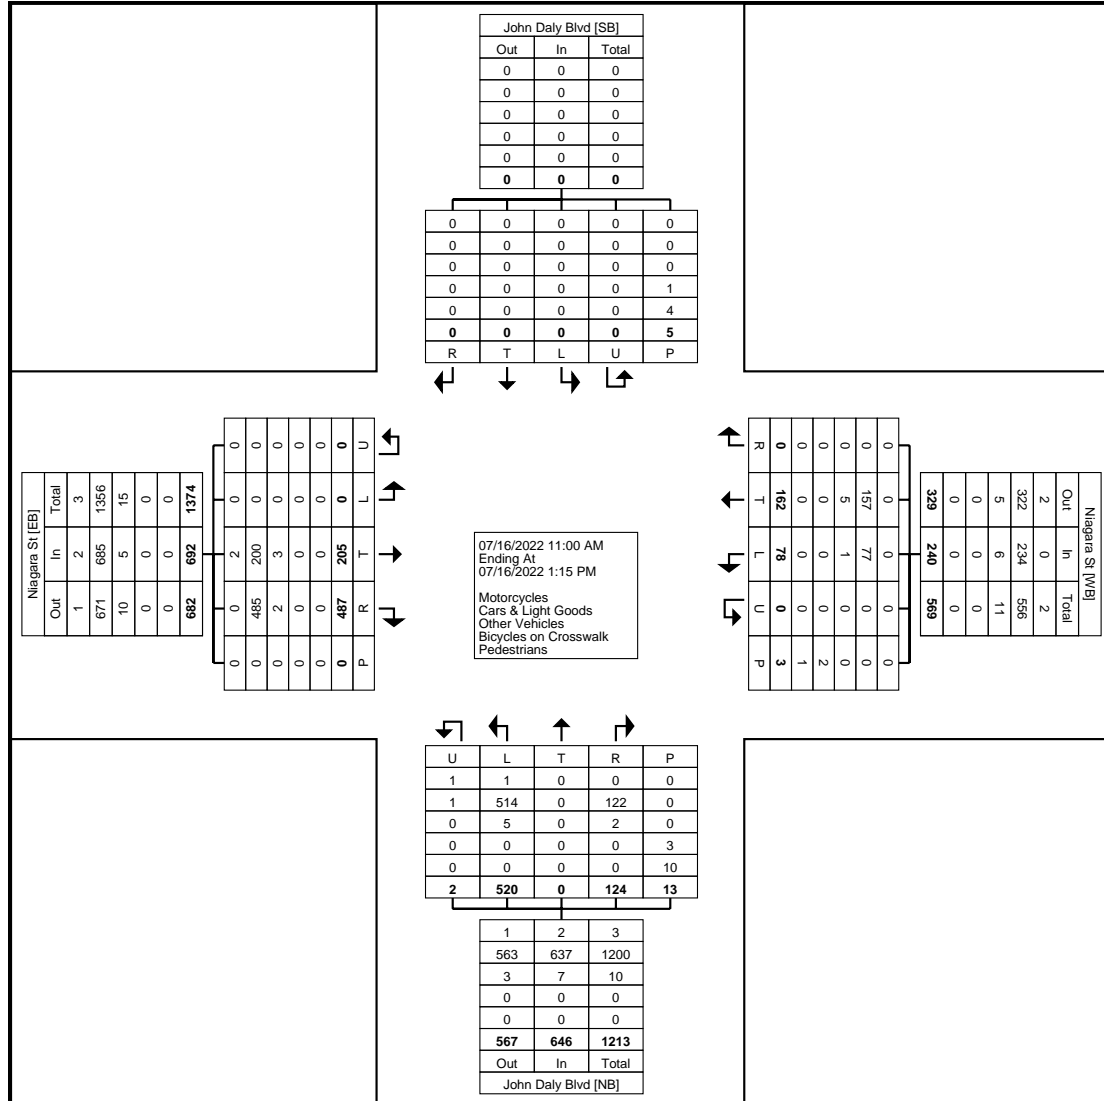 John Daly Blvd [SB]
Out In Total
0 0 0
0 0 0
0 0 0
0 0 0
0 0 0
0 0 0
0 0 0 0 0
0 0 0 0 0
0 0 0 0 0
0 0 0 0 1
0 0 0 0 4
0 0 0 0 5
R T L U P
Niagara St [EB]
Total In Out
3 2 1
1356 685 671
15 5 10
0 0 0
0 0 0
1374 692 682
0 0 2 0 0
0 0 200 485 0
0 0 3 2 0
0 0 0 0 0
0 0 0 0 0
0 0 205 487 0
U L T R P
07/16/2022 11:00 AM
Ending At
07/16/2022 1:15 PM
Motorcycles
Cars & Light Goods
Other Vehicles
Bicycles on Crosswalk
Pedestrians
Niagara St [WB]
Out In Total
2 0 2
322 234 556
5 6 11
0 0 0
0 0 0
329 240 569
0 0 0 0 0
0 157 77 0 0
0 5 1 0 0
0 0 0 0 2
0 0 0 0 1
0 162 78 0 3
R T L U P
U L T R P
1 1 0 0 0
1 514 0 122 0
0 5 0 2 0
0 0 0 0 3
0 0 0 0 10
2 520 0 124 13
1 2 3
563 637 1200
3 7 10
0 0 0
0 0 0
567 646 1213
Out In Total
John Daly Blvd [NB]